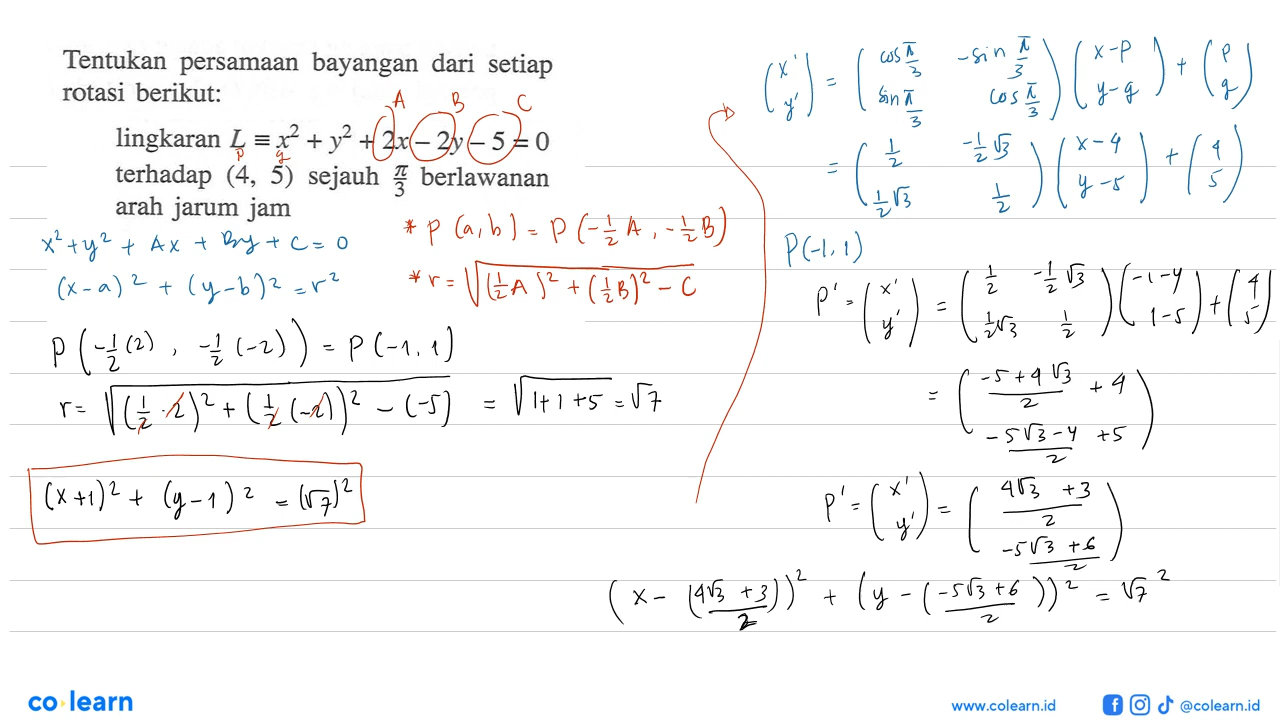 Tentukan persamaan bayangan dari setiap
rotasi berikut:
A B C
lingkaran L ≡ x² + y² + 2x − 2y − 5 = 0
p g
terhadap (4, 5) sejauh π/3 berlawanan
arah jarum jam
x² + y² + Ax + By + C = 0
(x-a)² + (y-b)² = r²
* P (a, b) = P (-1/2 A, -1/2 B)
* r = √((1/2 A)² + (1/2 B)² - C
P (-1/2 (2), -1/2 (-2)) = P (-1, 1)
r = √((1/2 · 2)² + (1/2 (-2))² - (-5) = √1+1+5 = √7
(x+1)² + (y-1)² = (√7)²
(x' y') = (cos π/3 -sin π/3 sin π/3 cos π/3) (x-p y-g) + (p g)
= (1/2 -1/2 √3 1/2 √3 1/2) (x-4 y-5) + (4 5)
P(-1, 1)
P' = (x' y') = (1/2 -1/2 √3 1/2 √3 1/2) (-1-4 1-5) + (4 5)
= ((-5+4√3)/2 + 4 (-5√3-4)/2 + 5)
P' = (x' y') = ((4√3 + 3)/2 (-5√3 + 6)/2)
(x - (4√3 + 3)/2))² + (y - (-5√3 + 6)/2))² = √7²
co·learn
www.colearn.id
@colearn.id